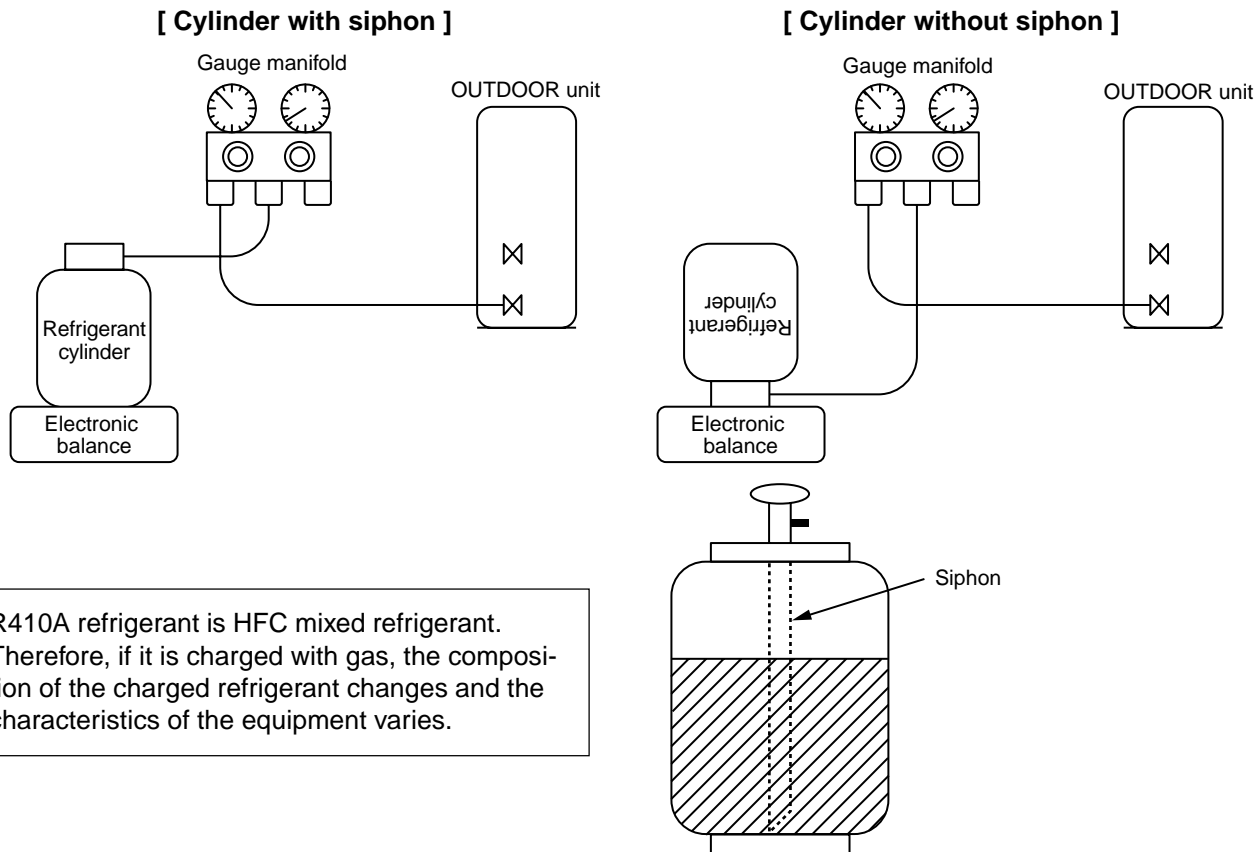 [ Cylinder with siphon ]
Gauge manifold
OUTDOOR unit
Refrigerant
cylinder
Electronic
balance
[ Cylinder without siphon ]
Gauge manifold
OUTDOOR unit
Refrigerant
cylinder
Electronic
balance
Siphon
R410A refrigerant is HFC mixed refrigerant.
Therefore, if it is charged with gas, the composi-
tion of the charged refrigerant changes and the
characteristics of the equipment varies.